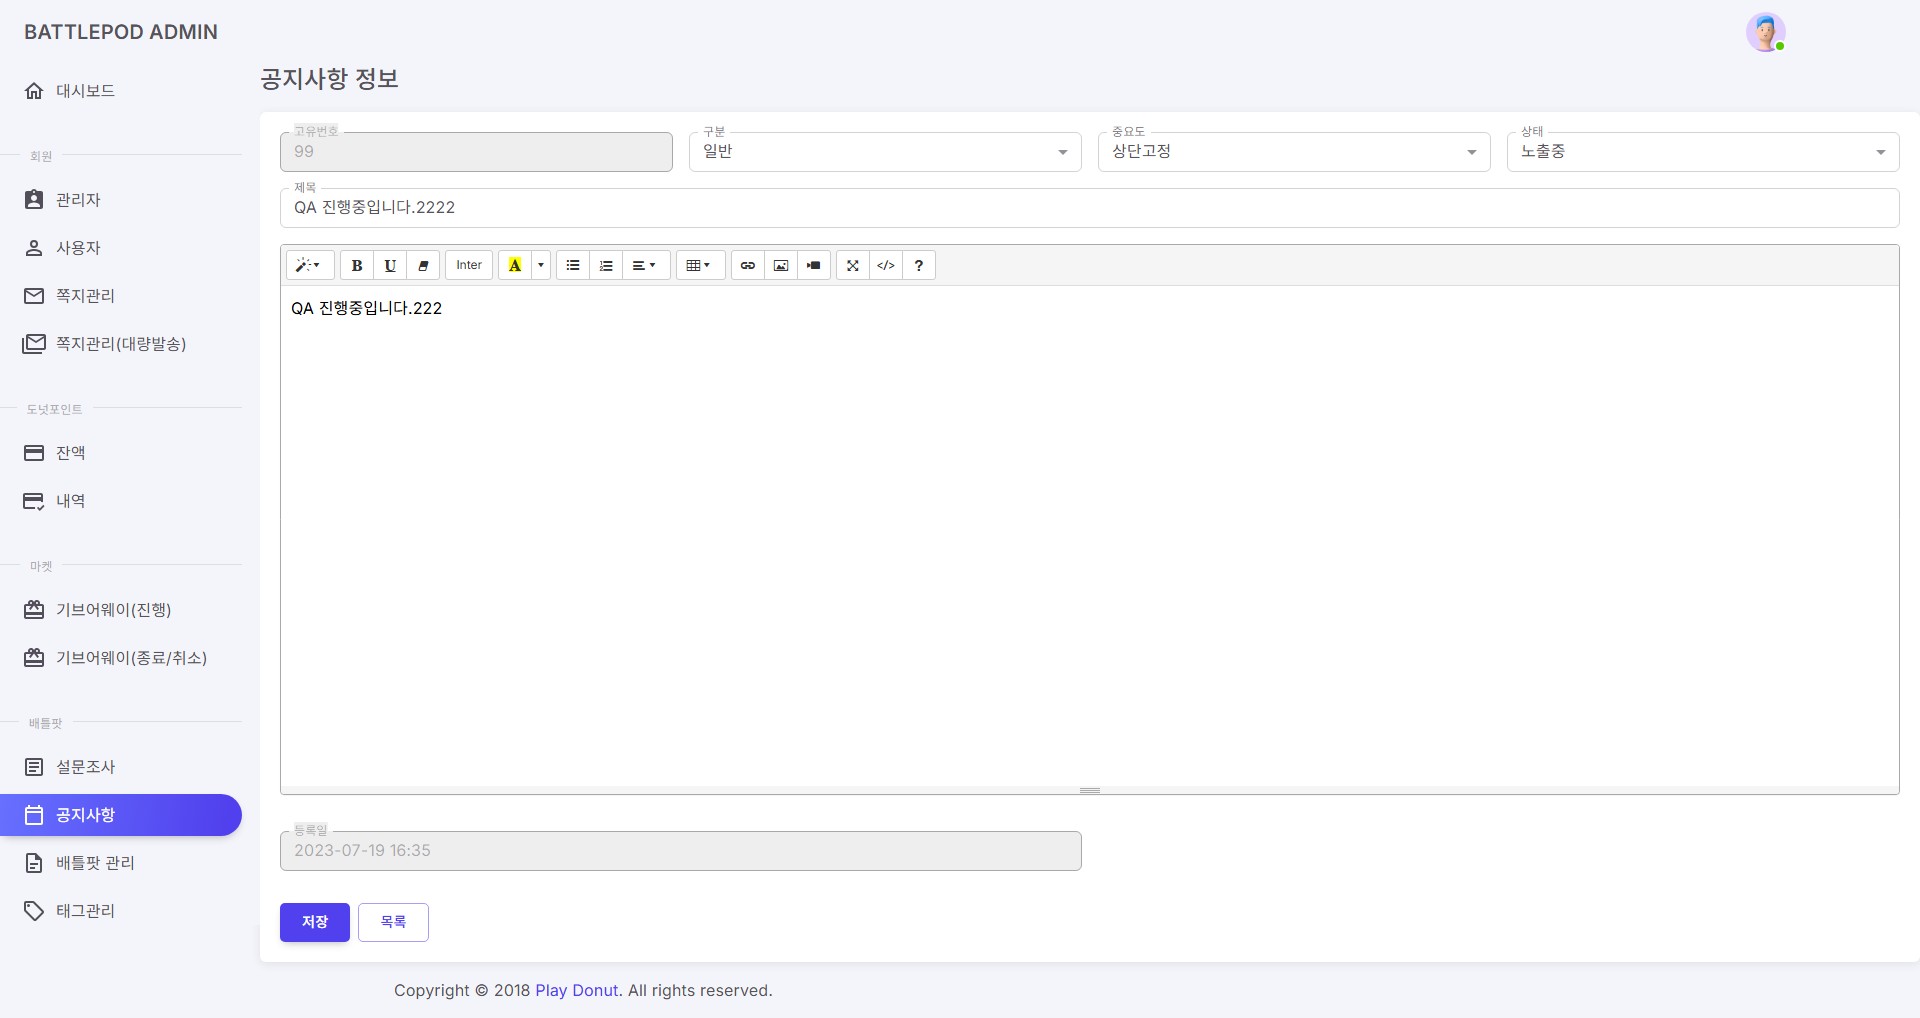 BATTLEPOD ADMIN
대시보드
회원
관리자
사용자
쪽지관리
쪽지관리(대량발송)
도넛포인트
잔액
내역
마켓
기브어웨이(진행)
기브어웨이(종료/취소)
배틀팟
설문조사
공지사항
배틀팟 관리
태그관리
공지사항 정보
고유번호
99
구분
일반
중요도
상단고정
상태
노출중
제목
QA 진행중입니다.2222
B U Inter A </> ?
QA 진행중입니다.222
등록일
2023-07-19 16:35
저장 목록
Copyright © 2018 Play Donut. All rights reserved.